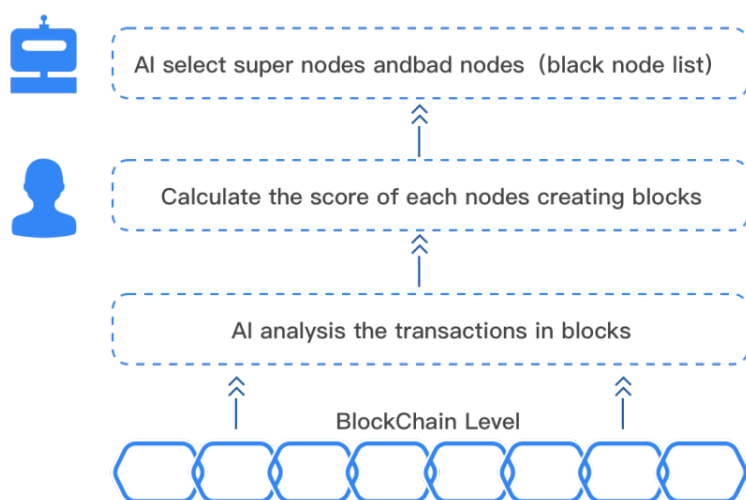 AI select super nodes andbad nodes（black node list）
Calculate the score of each nodes creating blocks
AI analysis the transactions in blocks
BlockChain Level